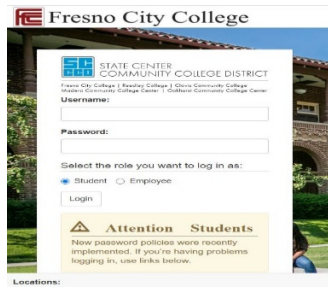 Fresno City College
STATE CENTER
COMMUNITY COLLEGE DISTRICT
Fresno City College | Reedley College | Clovis Community College
Madera Community College Center | Oakhurst Community College Center
Username:
Password:
Select the role you want to log in as:
Student Employee
Login
Attention Students
New password policies were recently
implemented. If you're having problems
logging in, use links below.
Locations: